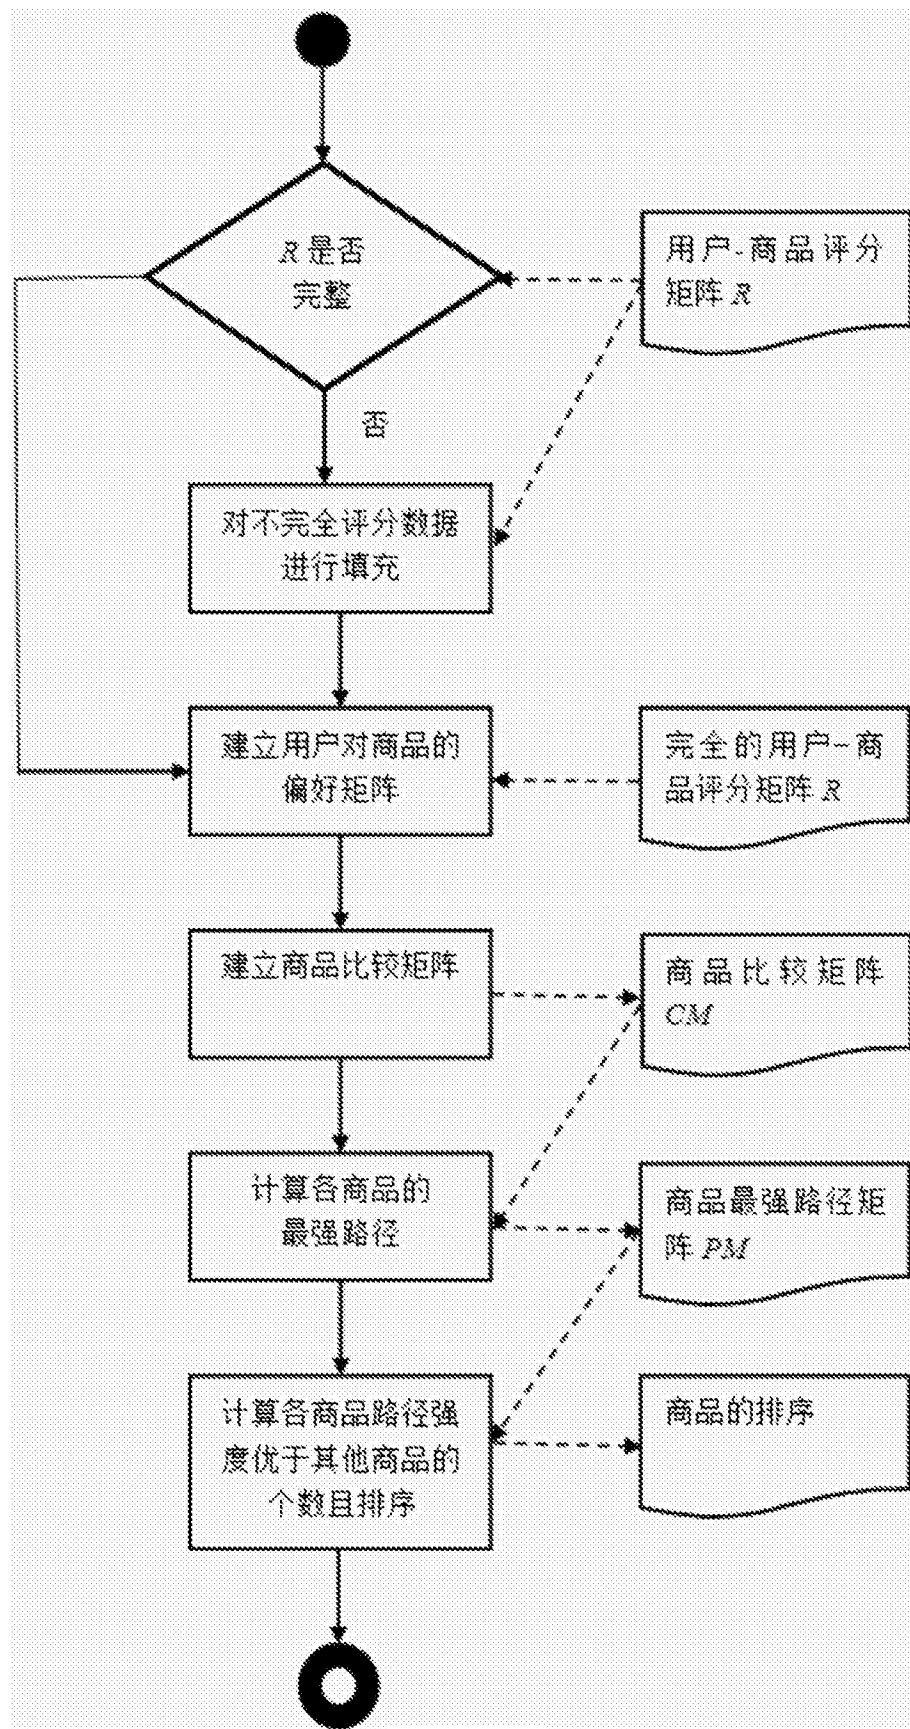 R 是否
完整
用户-商品评分
矩阵 R
否
对不完全评分数据
进行填充
建立用户对商品的
偏好矩阵
完全的用户-商
品评分矩阵 R
建立商品比较矩阵
商品比较矩阵
CM
计算各商品的
最强路径
商品最强路径矩
阵 PM
计算各商品路径强
度优于其他商品的
个数且排序
商品的排序